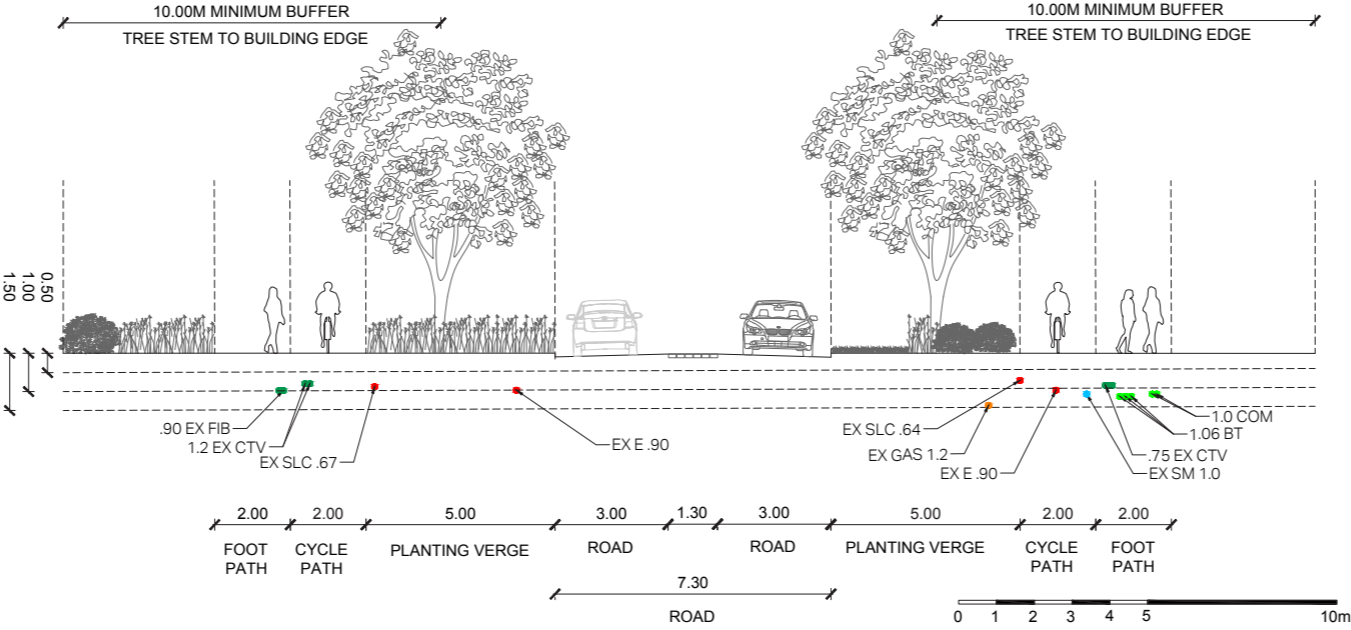 10.00M MINIMUM BUFFER
TREE STEM TO BUILDING EDGE
10.00M MINIMUM BUFFER
TREE STEM TO BUILDING EDGE
0.50
1.00
1.50
.90 EX FIB
1.2 EX CTV
EX SLC .67
EX E .90
EX SLC .64
EX GAS 1.2
EX E .90
1.0 COM
1.06 BT
.75 EX CTV
EX SM 1.0
2.00
2.00
5.00
3.00
1.30
3.00
5.00
2.00
2.00
FOOT
PATH
CYCLE
PATH
PLANTING VERGE
ROAD
ROAD
PLANTING VERGE
CYCLE
PATH
FOOT
PATH
7.30
ROAD
0 1 2 3 4 5 10m